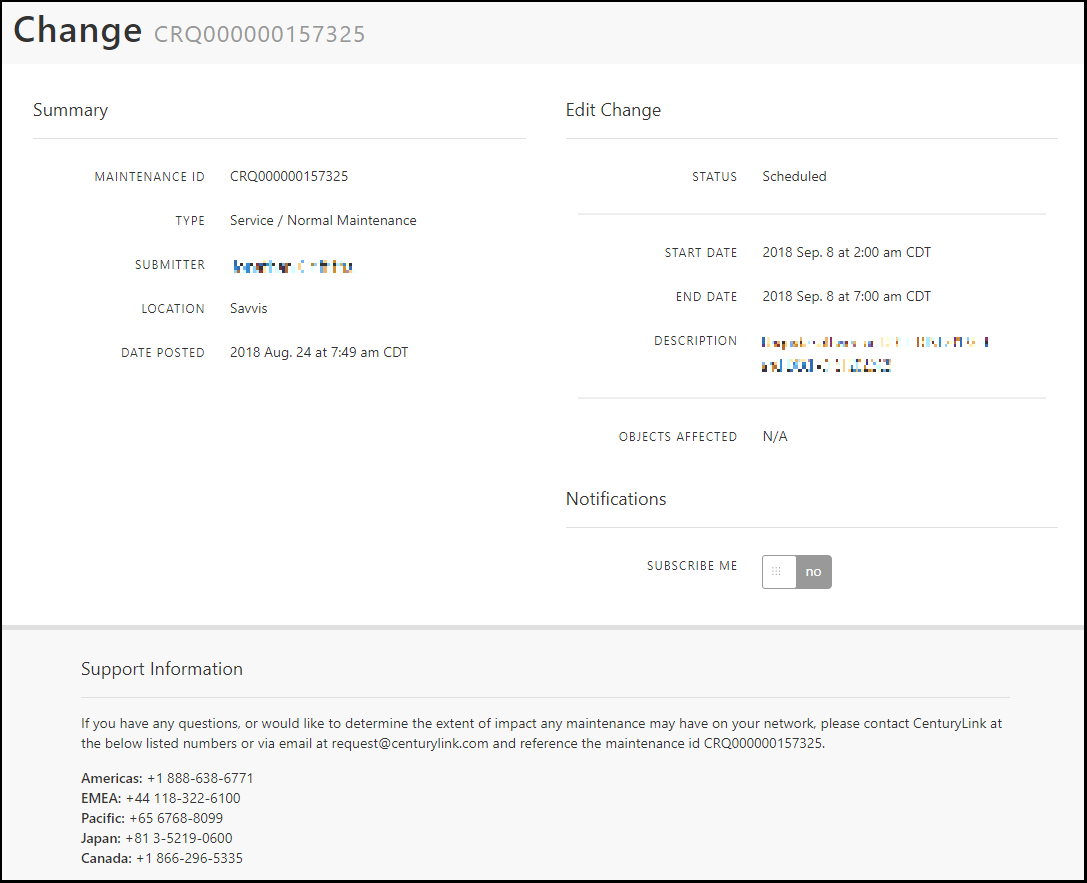 Change CRQ000000157325
Summary
MAINTENANCE ID CRQ000000157325
TYPE Service / Normal Maintenance
SUBMITTER
LOCATION Savvis
DATE POSTED 2018 Aug. 24 at 7:49 am CDT
Edit Change
STATUS Scheduled
START DATE 2018 Sep. 8 at 2:00 am CDT
END DATE 2018 Sep. 8 at 7:00 am CDT
DESCRIPTION
OBJECTS AFFECTED N/A
Notifications
SUBSCRIBE ME no
Support Information
If you have any questions, or would like to determine the extent of impact any maintenance may have on your network, please contact CenturyLink at
the below listed numbers or via email at request@centurylink.com and reference the maintenance id CRQ000000157325.
Americas: +1 888-638-6771
EMEA: +44 118-322-6100
Pacific: +65 6768-8099
Japan: +81 3-5219-0600
Canada: +1 866-296-5335